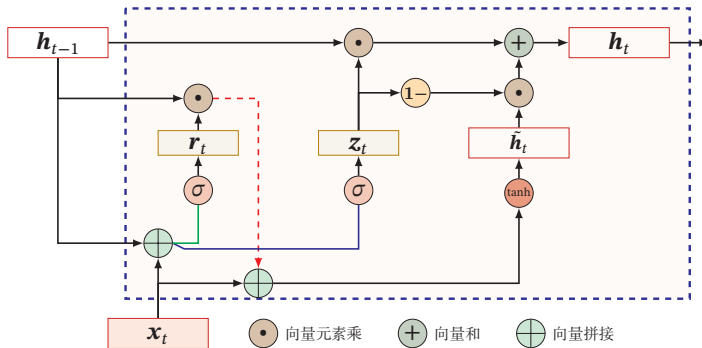 h_{t−1}
h_t
1−
r_t
z_t
h̃_t
σ
σ
tanh
x_t
向量元素乘
向量和
向量拼接